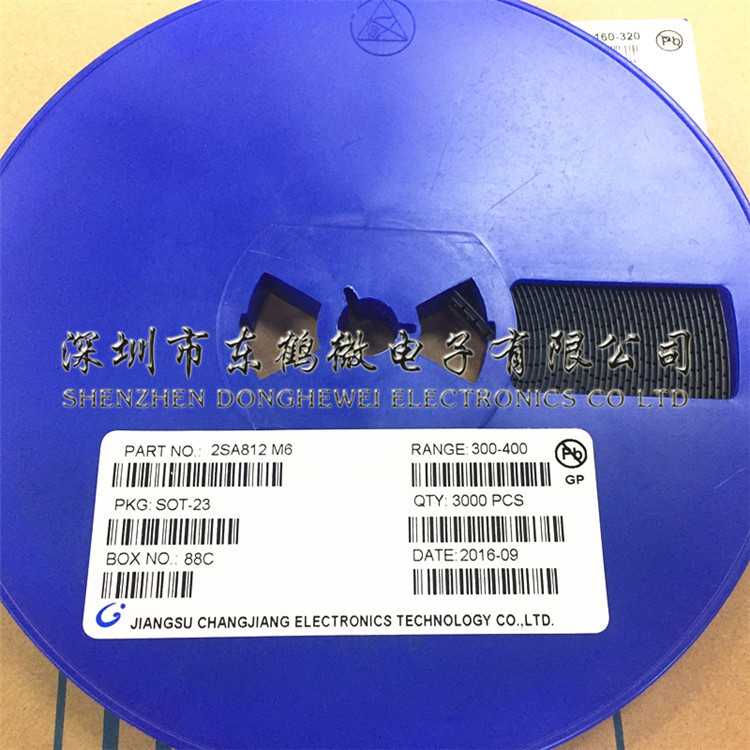 160-320
Pb
深圳市东鹤微电子有限公司
SHENZHEN DONGHEWEI ELECTRONICS CO LTD
PART NO.: 2SA812 M6
RANGE: 300-400
Pb
GP
PKG: SOT-23
QTY: 3000 PCS
BOX NO.: 88C
DATE: 2016-09
JIANGSU CHANGJIANG ELECTRONICS TECHNOLOGY CO.,LTD.